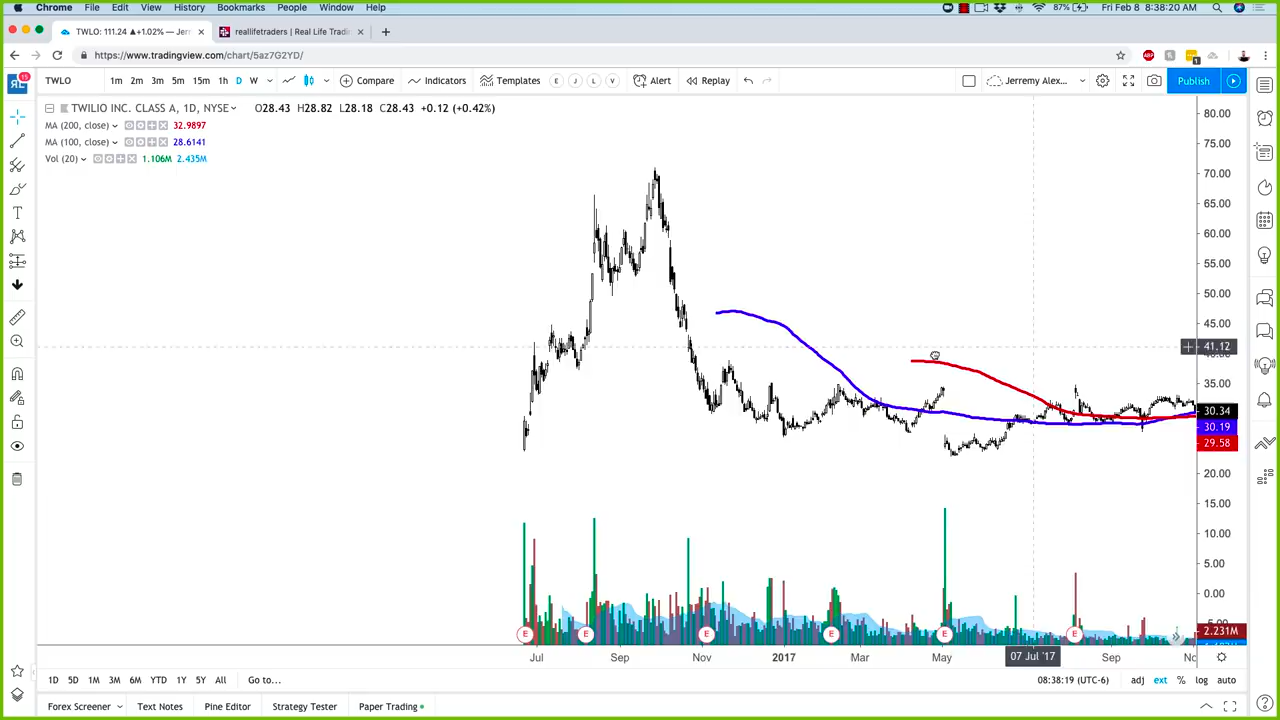 Chrome File Edit View History Bookmarks People Window Help 87% Fri Feb 8 8:38:20 AM
TWLO: 111.24 ▲+1.02% — Jerr × reallifetraders | Real Life Tradi × +
https://www.tradingview.com/chart/5az7G2YD/
15 TWLO 1m 2m 3m 5m 15m 1h D W Compare Indicators Templates E J L V Alert Replay Jerremy Alex... Publish
TWILIO INC. CLASS A, 1D, NYSE O28.43 H28.82 L28.18 C28.43 +0.12 (+0.42%)
MA (200, close) 32.9897
MA (100, close) 28.6141
Vol (20) 1.106M 2.435M
80.00
75.00
70.00
65.00
60.00
55.00
50.00
45.00
41.12
40.00
35.00
30.34
30.19
29.58
20.00
15.00
10.00
5.00
0.00
-5.00
2.231M
E E E E E E
Jul Sep Nov 2017 Mar May 07 Jul '17 Sep No
1D 5D 1M 3M 6M YTD 1Y 5Y All Go to... 08:38:19 (UTC-6) adj ext % log auto
Forex Screener Text Notes Pine Editor Strategy Tester Paper Trading